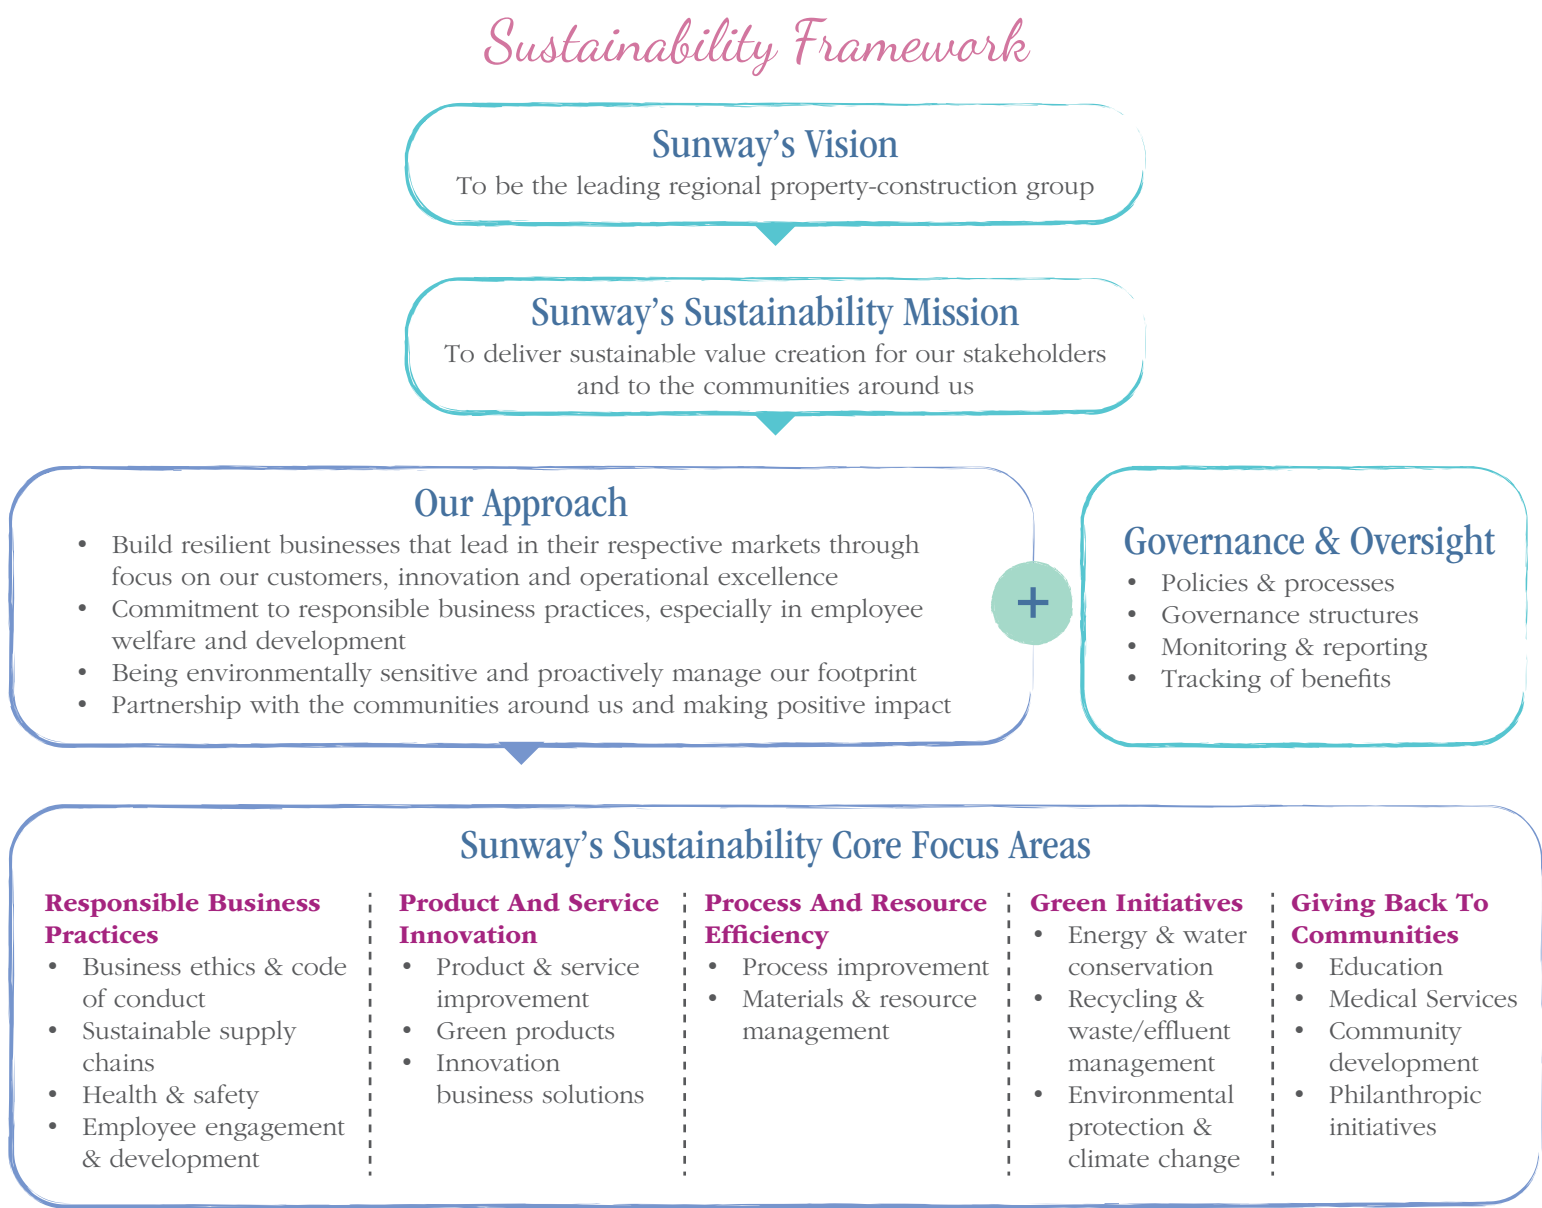 Sustainability Framework
Sunway’s Vision
To be the leading regional property-construction group
Sunway’s Sustainability Mission
To deliver sustainable value creation for our stakeholders
and to the communities around us
Our Approach
• Build resilient businesses that lead in their respective markets through
focus on our customers, innovation and operational excellence
• Commitment to responsible business practices, especially in employee
welfare and development
• Being environmentally sensitive and proactively manage our footprint
• Partnership with the communities around us and making positive impact
+
Governance & Oversight
• Policies & processes
• Governance structures
• Monitoring & reporting
• Tracking of benefits
Sunway’s Sustainability Core Focus Areas
Responsible Business
Practices
• Business ethics & code
of conduct
• Sustainable supply
chains
• Health & safety
• Employee engagement
& development
Product And Service
Innovation
• Product & service
improvement
• Green products
• Innovation
business solutions
Process And Resource
Efficiency
• Process improvement
• Materials & resource
management
Green Initiatives
• Energy & water
conservation
• Recycling &
waste/effluent
management
• Environmental
protection &
climate change
Giving Back To
Communities
• Education
• Medical Services
• Community
development
• Philanthropic
initiatives